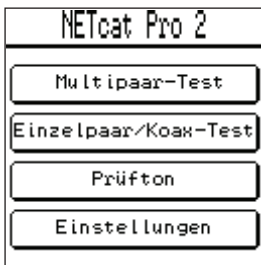 NETcat Pro 2
Multipaar-Test
Einzelpaar/Koax-Test
Prüfton
Einstellungen